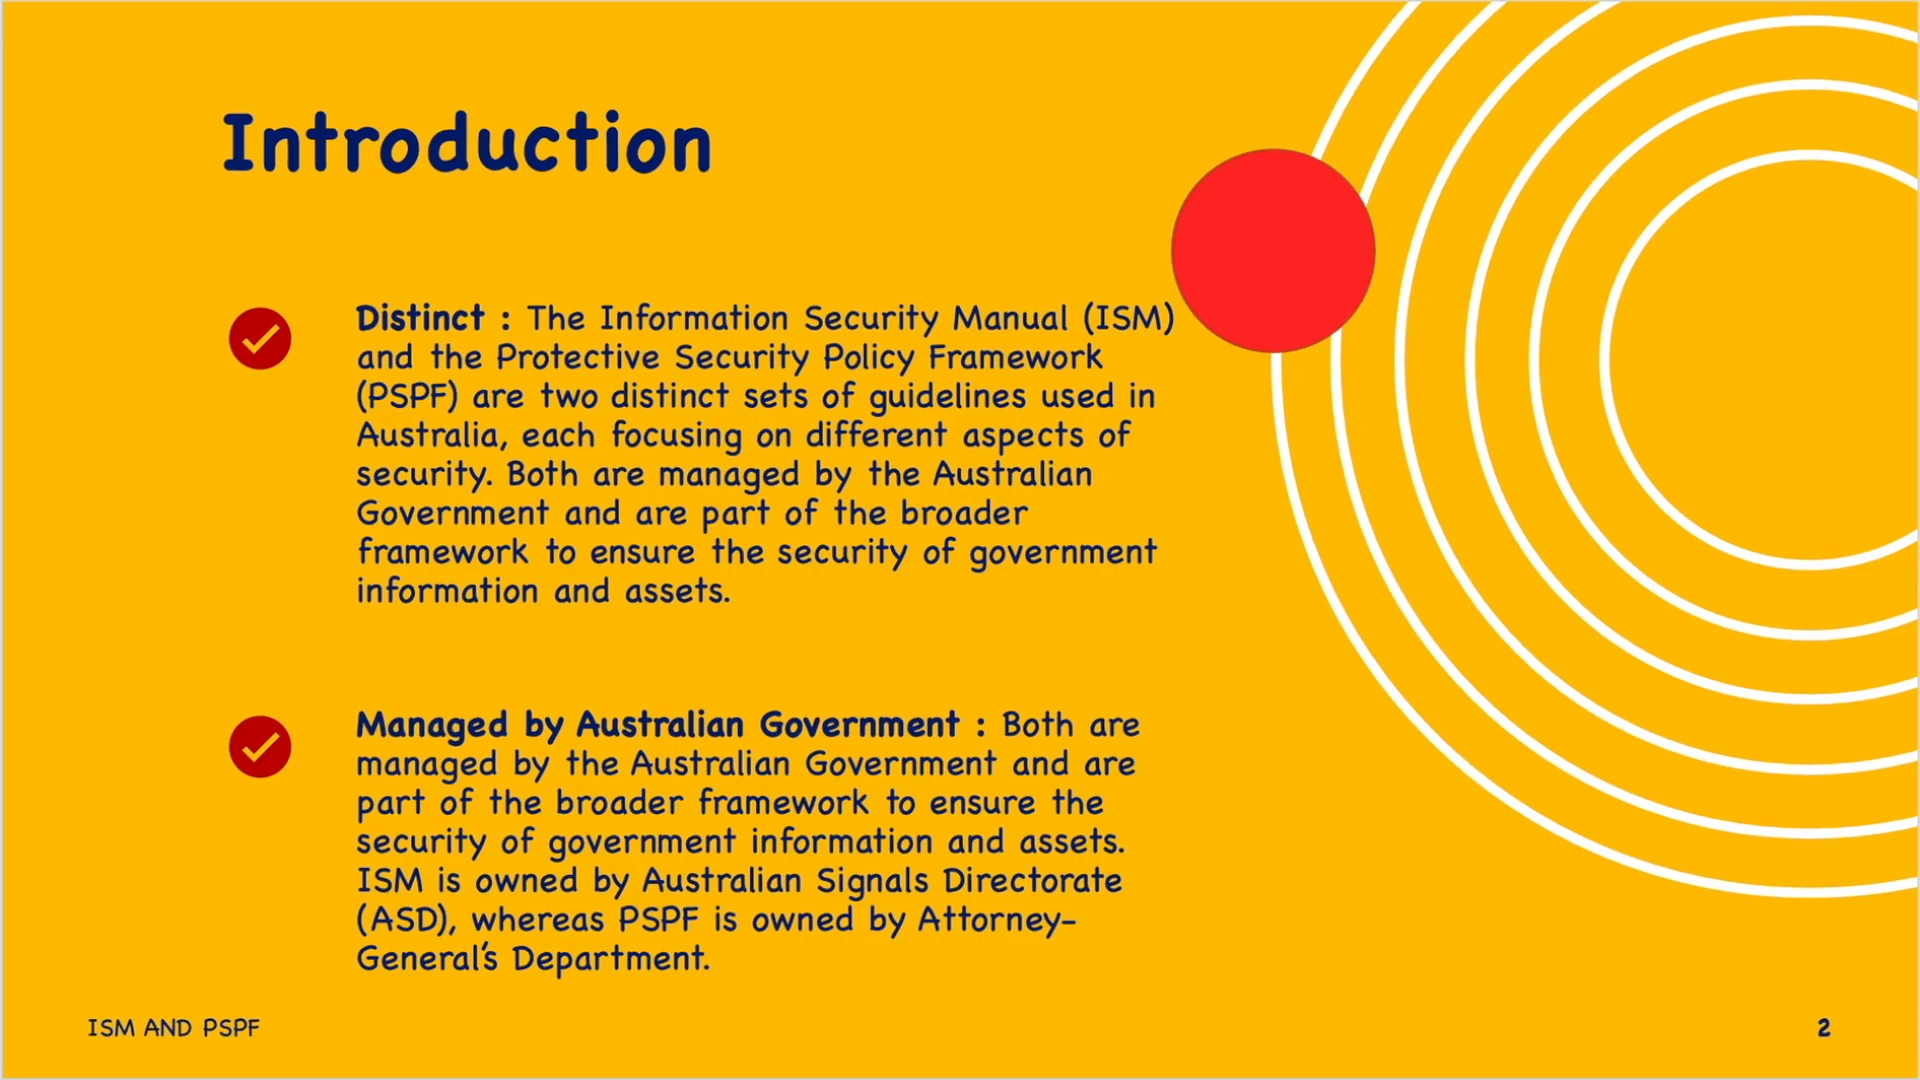 Introduction
Distinct : The Information Security Manual (ISM)
and the Protective Security Policy Framework
(PSPF) are two distinct sets of guidelines used in
Australia, each focusing on different aspects of
security. Both are managed by the Australian
Government and are part of the broader
framework to ensure the security of government
information and assets.
Managed by Australian Government : Both are
managed by the Australian Government and are
part of the broader framework to ensure the
security of government information and assets.
ISM is owned by Australian Signals Directorate
(ASD), whereas PSPF is owned by Attorney-
General's Department.
ISM AND PSPF
2